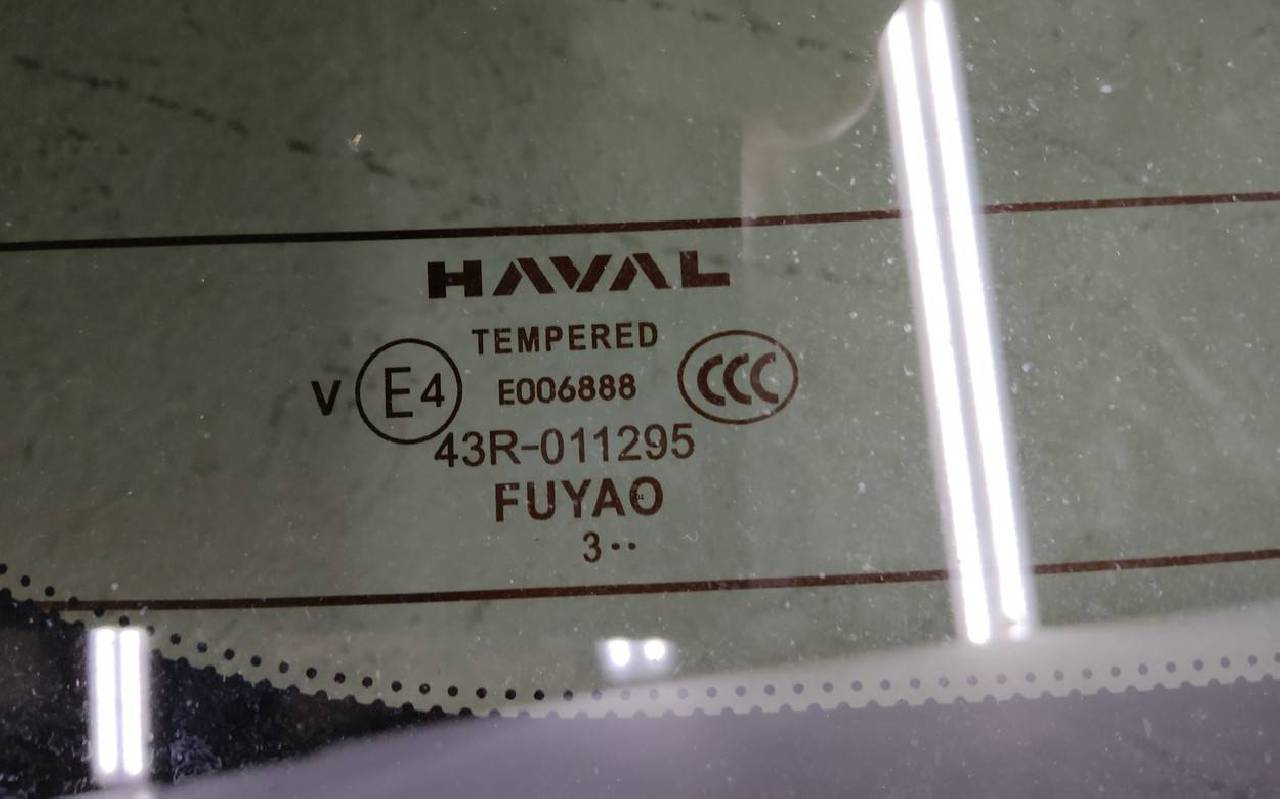 HAVAL
TEMPERED
V E4 E006888 CCC
43R-011295
FUYAO
3··